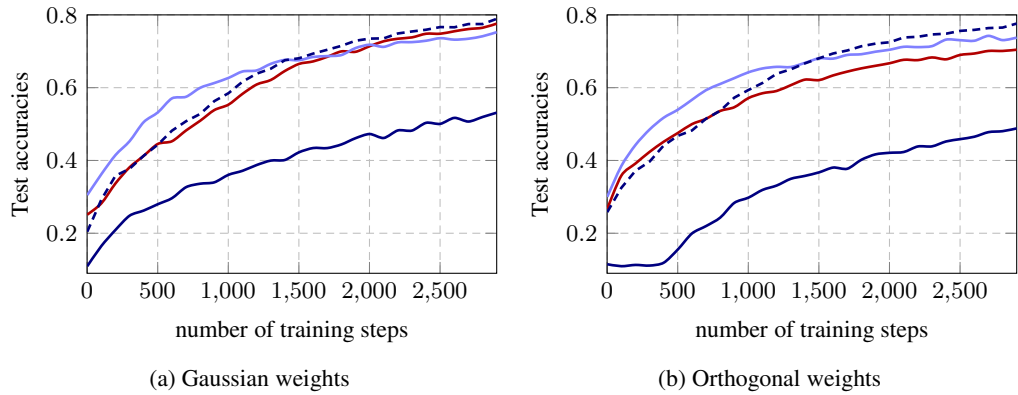 0.8
0.6
0.4
0.2
Test accuracies
0 500 1,000 1,500 2,000 2,500
number of training steps
(a) Gaussian weights
0.8
0.6
0.4
0.2
Test accuracies
0 500 1,000 1,500 2,000 2,500
number of training steps
(b) Orthogonal weights